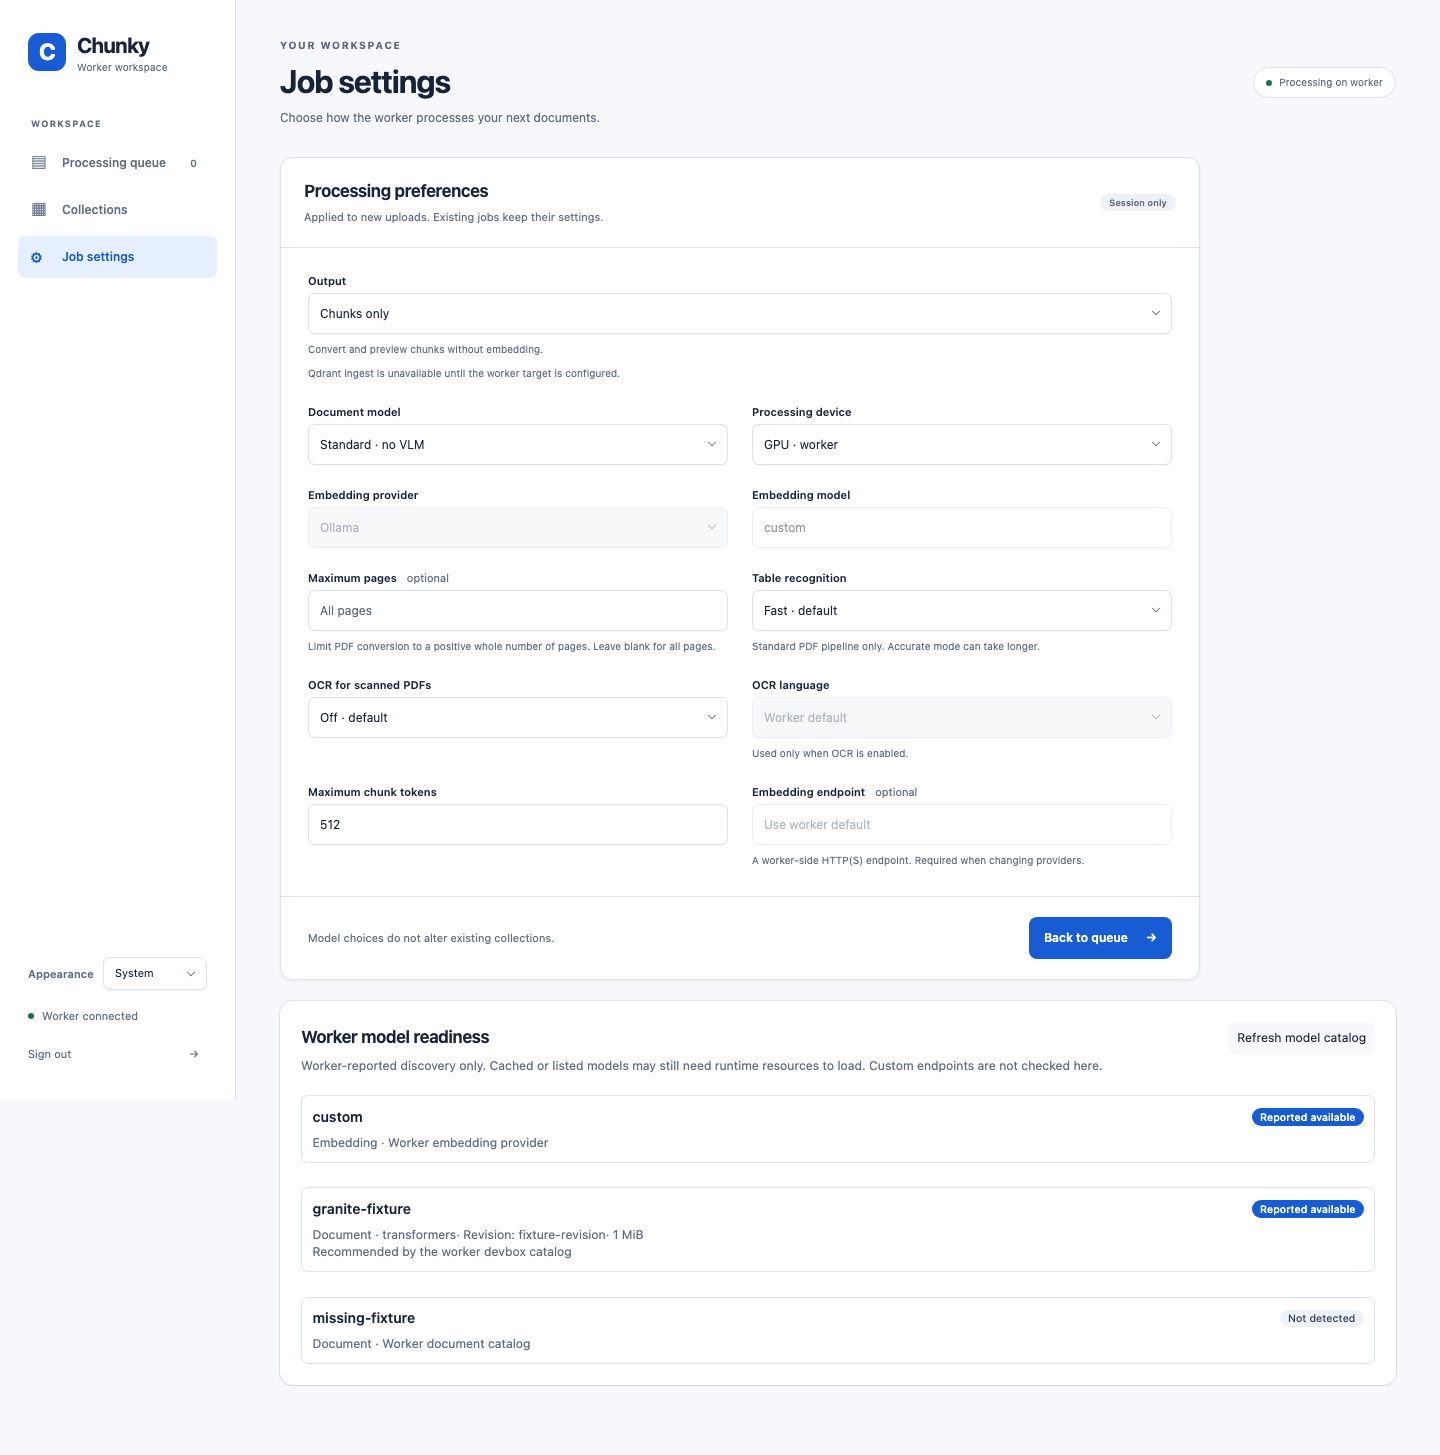 C
Chunky
Worker workspace
WORKSPACE
Processing queue 0
Collections
Job settings
Appearance System
Worker connected
Sign out →
YOUR WORKSPACE
Job settings
Choose how the worker processes your next documents.
Processing on worker
Processing preferences
Applied to new uploads. Existing jobs keep their settings.
Session only
Output
Chunks only
Convert and preview chunks without embedding.
Qdrant ingest is unavailable until the worker target is configured.
Document model
Standard · no VLM
Processing device
GPU · worker
Embedding provider
Ollama
Embedding model
custom
Maximum pages optional
All pages
Limit PDF conversion to a positive whole number of pages. Leave blank for all pages.
Table recognition
Fast · default
Standard PDF pipeline only. Accurate mode can take longer.
OCR for scanned PDFs
Off · default
OCR language
Worker default
Used only when OCR is enabled.
Maximum chunk tokens
512
Embedding endpoint optional
Use worker default
A worker-side HTTP(S) endpoint. Required when changing providers.
Model choices do not alter existing collections.
Back to queue →
Worker model readiness
Refresh model catalog
Worker-reported discovery only. Cached or listed models may still need runtime resources to load. Custom endpoints are not checked here.
custom
Reported available
Embedding · Worker embedding provider
granite-fixture
Reported available
Document · transformers· Revision: fixture-revision· 1 MiB
Recommended by the worker devbox catalog
missing-fixture
Not detected
Document · Worker document catalog